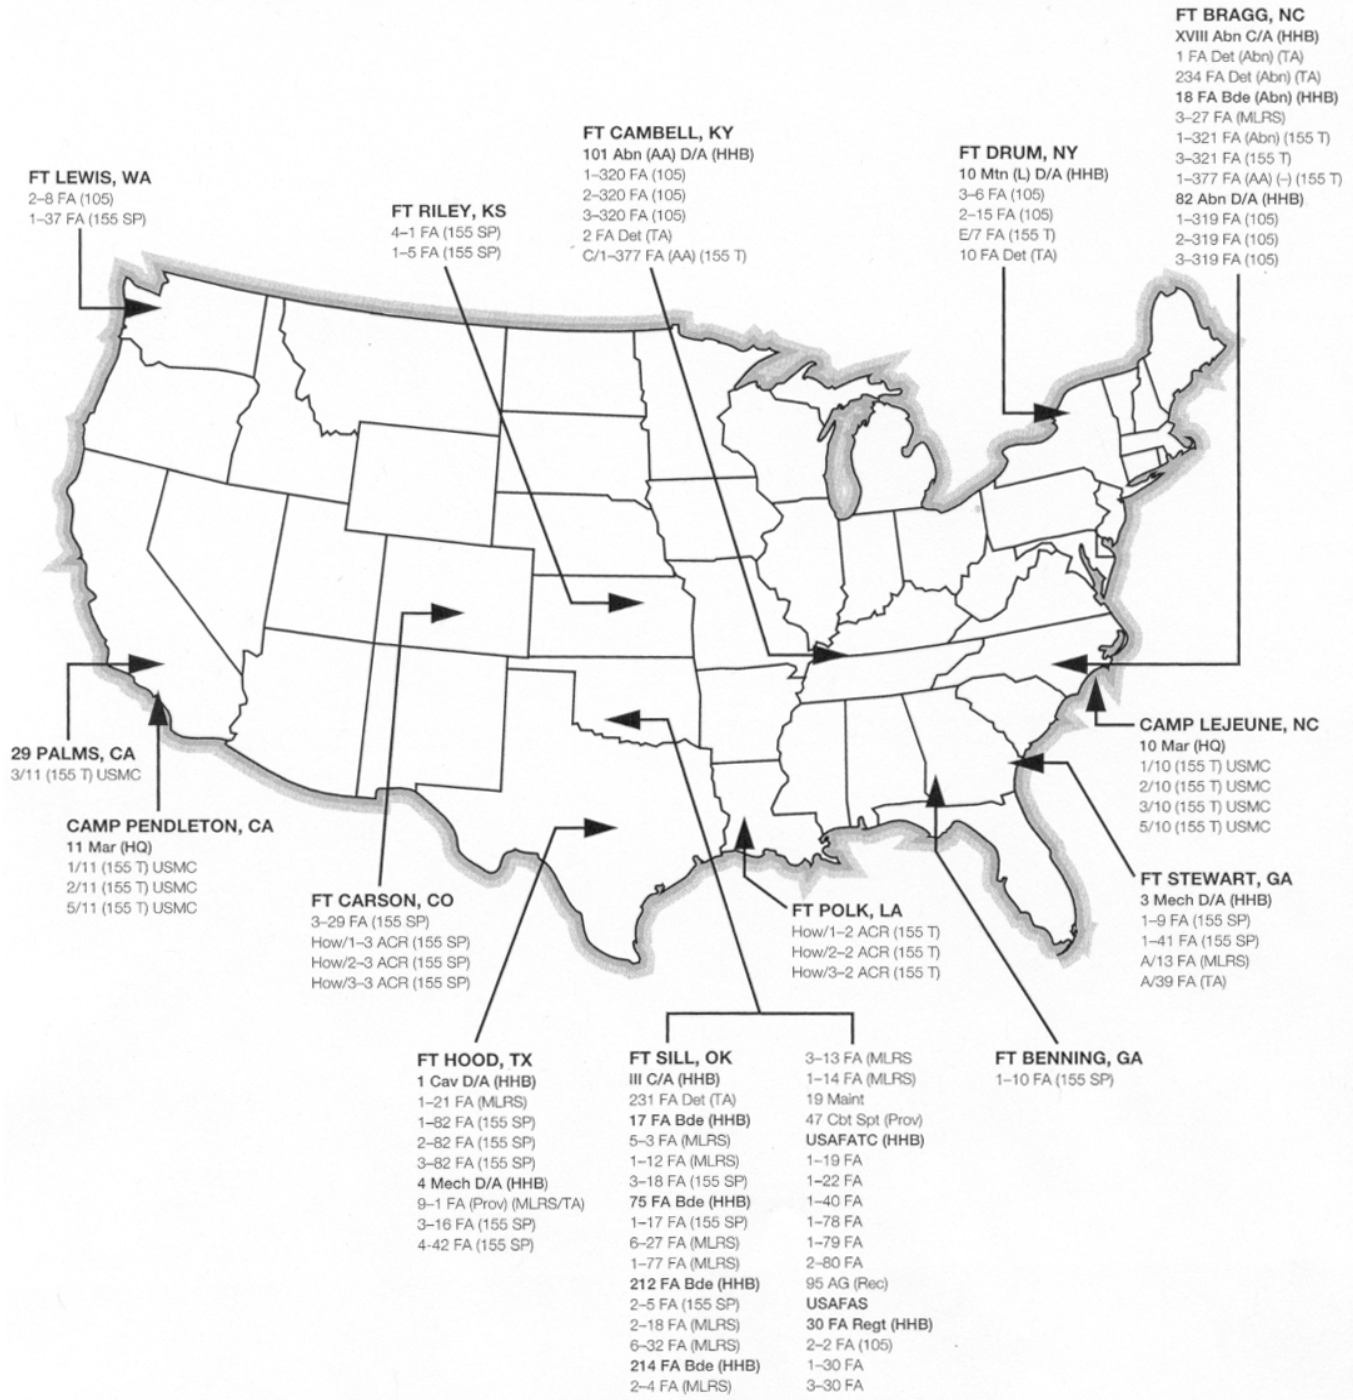 FT BRAGG, NC
XVIII Abn C/A (HHB)
1 FA Det (Abn) (TA)
234 FA Det (Abn) (TA)
18 FA Bde (Abn) (HHB)
3–27 FA (MLRS)
1–321 FA (Abn) (155 T)
3–321 FA (155 T)
1–377 FA (AA) (–) (155 T)
82 Abn D/A (HHB)
1–319 FA (105)
2–319 FA (105)
3–319 FA (105)
FT CAMBELL, KY
101 Abn (AA) D/A (HHB)
1–320 FA (105)
2–320 FA (105)
3–320 FA (105)
2 FA Det (TA)
C/1–377 FA (AA) (155 T)
FT DRUM, NY
10 Mtn (L) D/A (HHB)
3–6 FA (105)
2–15 FA (105)
E/7 FA (155 T)
10 FA Det (TA)
FT LEWIS, WA
2–8 FA (105)
1–37 FA (155 SP)
FT RILEY, KS
4–1 FA (155 SP)
1–5 FA (155 SP)
29 PALMS, CA
3/11 (155 T) USMC
CAMP PENDLETON, CA
11 Mar (HQ)
1/11 (155 T) USMC
2/11 (155 T) USMC
5/11 (155 T) USMC
FT CARSON, CO
3–29 FA (155 SP)
How/1–3 ACR (155 SP)
How/2–3 ACR (155 SP)
How/3–3 ACR (155 SP)
CAMP LEJEUNE, NC
10 Mar (HQ)
1/10 (155 T) USMC
2/10 (155 T) USMC
3/10 (155 T) USMC
5/10 (155 T) USMC
FT STEWART, GA
3 Mech D/A (HHB)
1–9 FA (155 SP)
1–41 FA (155 SP)
A/13 FA (MLRS)
A/39 FA (TA)
FT POLK, LA
How/1–2 ACR (155 T)
How/2–2 ACR (155 T)
How/3–2 ACR (155 T)
FT HOOD, TX
1 Cav D/A (HHB)
1–21 FA (MLRS)
1–82 FA (155 SP)
2–82 FA (155 SP)
3–82 FA (155 SP)
4 Mech D/A (HHB)
9–1 FA (Prov) (MLRS/TA)
3–16 FA (155 SP)
4-42 FA (155 SP)
FT SILL, OK
III C/A (HHB)
231 FA Det (TA)
17 FA Bde (HHB)
5–3 FA (MLRS)
1–12 FA (MLRS)
3–18 FA (155 SP)
75 FA Bde (HHB)
1–17 FA (155 SP)
6–27 FA (MLRS)
1–77 FA (MLRS)
212 FA Bde (HHB)
2–5 FA (155 SP)
2–18 FA (MLRS)
6–32 FA (MLRS)
214 FA Bde (HHB)
2–4 FA (MLRS)
3–13 FA (MLRS
1–14 FA (MLRS)
19 Maint
47 Cbt Spt (Prov)
USAFATC (HHB)
1–19 FA
1–22 FA
1–40 FA
1–78 FA
1–79 FA
2–80 FA
95 AG (Rec)
USAFAS
30 FA Regt (HHB)
2–2 FA (105)
1–30 FA
3–30 FA
FT BENNING, GA
1–10 FA (155 SP)